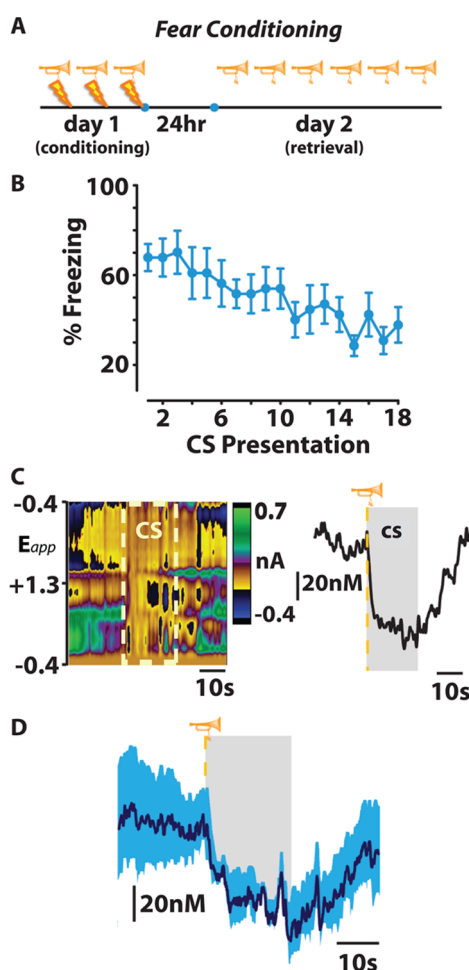 A
Fear Conditioning
day 1
(conditioning)
24hr
day 2
(retrieval)
B
% Freezing
100
60
20
2
6
10
14
18
CS Presentation
C
-0.4
Eapp
+1.3
-0.4
CS
0.7
nA
-0.4
10s
CS
20nM
10s
D
20nM
10s